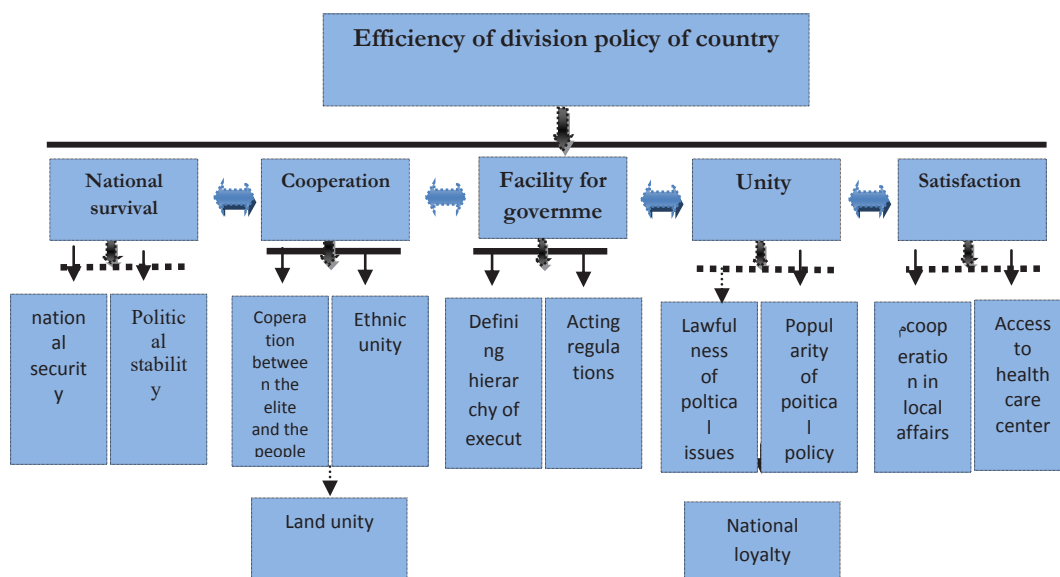 Efficiency of division policy of country
National
survival
Cooperation
Facility for
governme
Unity
Satisfaction
nation
al
securit
y
Politic
al
stabilit
y
Copera
tion
betwee
n the
elite
and the
people
Ethnic
unity
Defini
ng
hierar
chy of
execut
Acting
regula
tions
Lawful
ness
of
poltica
l
issues
Popul
arity
of
poitica
l
policy
مcoop
eratio
n in
local
affairs
Access
to
health
care
center
Land unity
National
loyalty